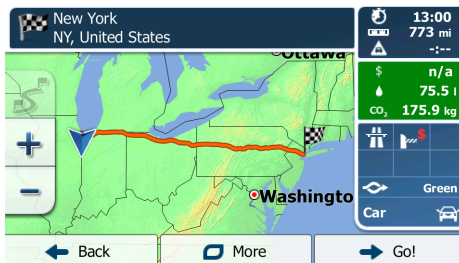 New York
NY, United States
13:00
773 mi
-:--
$ n/a
75.5 l
CO₂ 175.9 kg
$
Green
Car
Ottawa
Washingto
Back
More
Go!